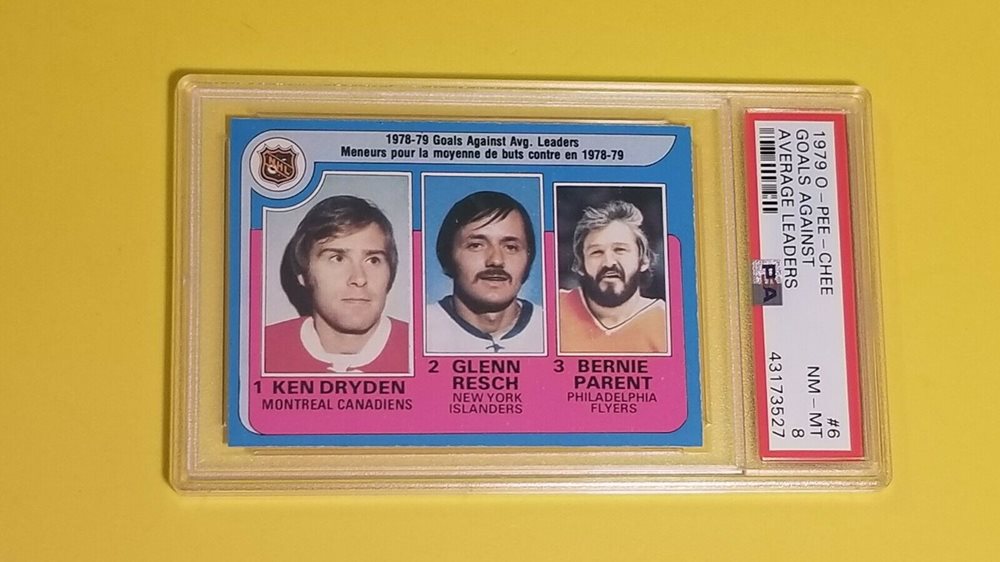 1978-79 Goals Against Avg. Leaders
Meneurs pour la moyenne de buts contre en 1978-79
NHL
1 KEN DRYDEN
MONTREAL CANADIENS
2 GLENN
RESCH
NEW YORK
ISLANDERS
3 BERNIE
PARENT
PHILADELPHIA
FLYERS
1979 O-PEE-CHEE #6
GOALS AGAINST NM-MT
AVERAGE LEADERS 8
PSA 43173527